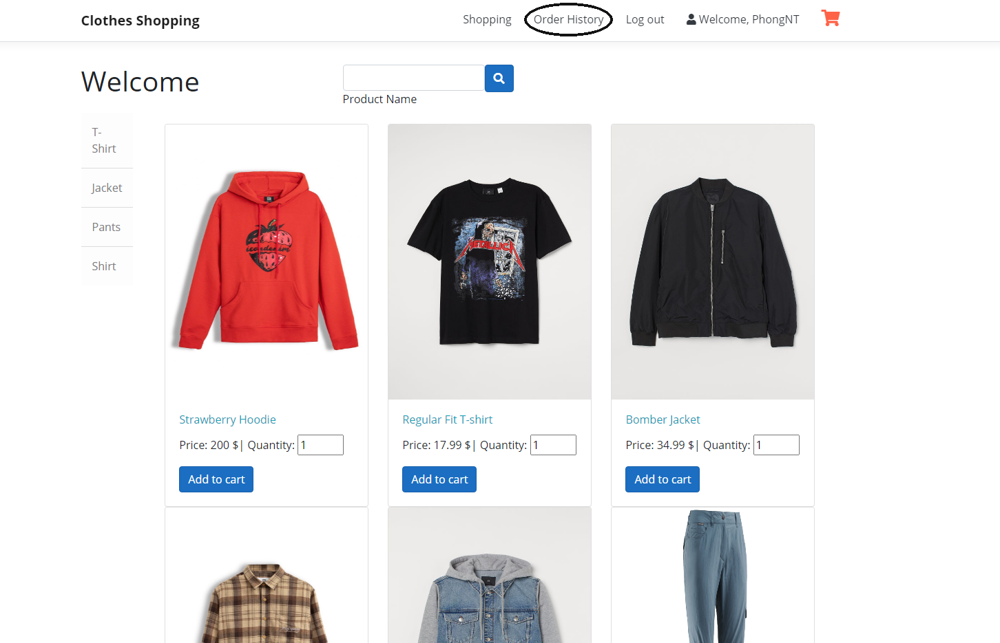 Clothes Shopping
Shopping
Order History
Log out
Welcome, PhongNT
Welcome
Product Name
T-
Shirt
Jacket
Pants
Shirt
icondenim
METALLICA
Strawberry Hoodie
Price: 200 $| Quantity: 1
Add to cart
Regular Fit T-shirt
Price: 17.99 $| Quantity: 1
Add to cart
Bomber Jacket
Price: 34.99 $| Quantity: 1
Add to cart